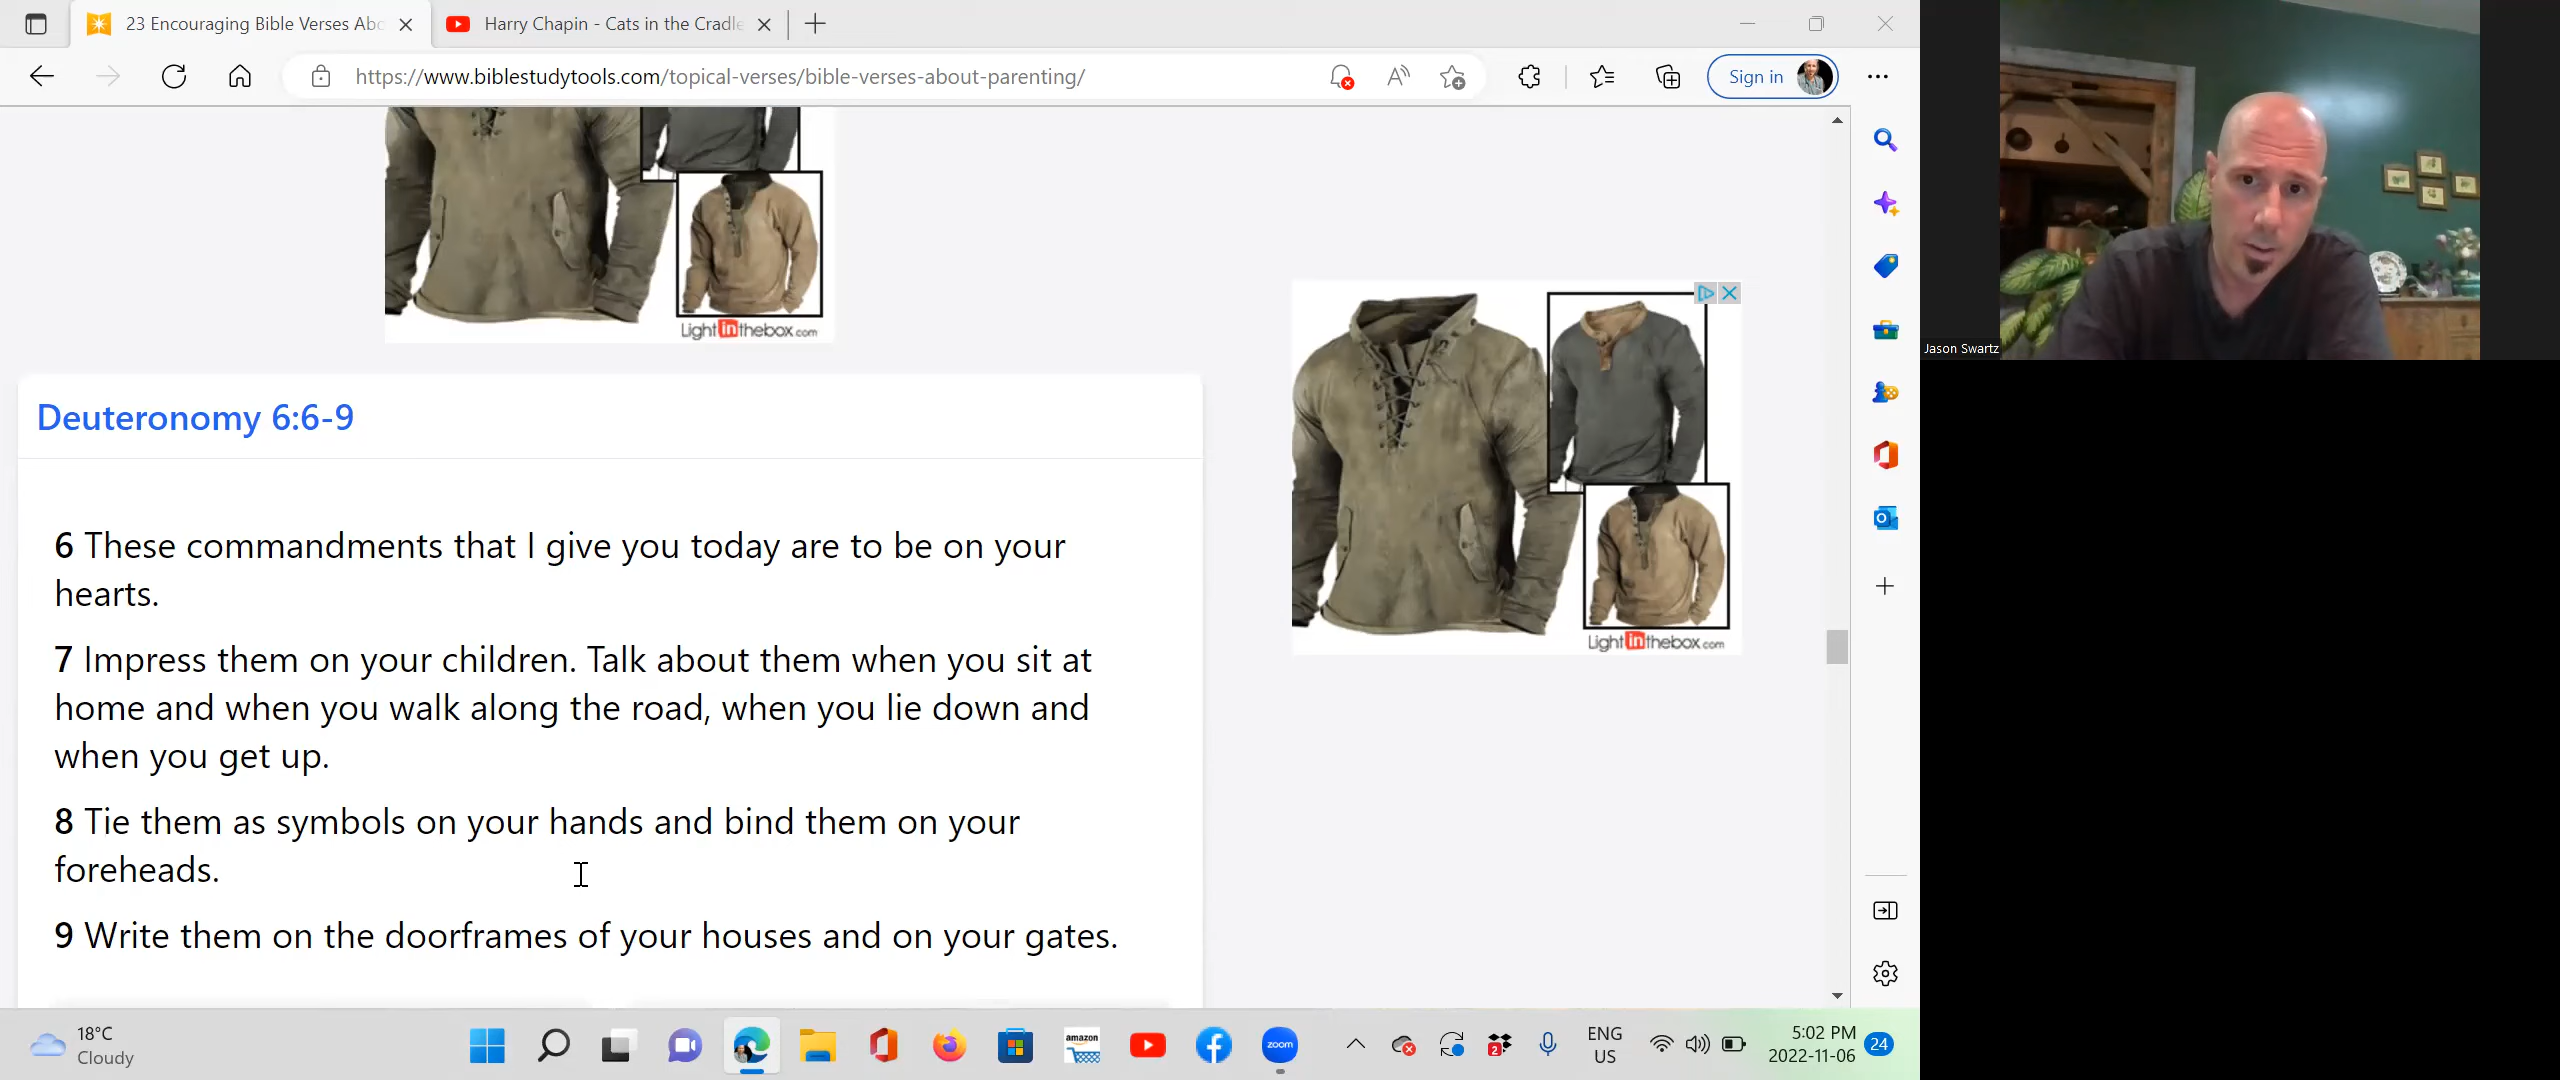 23 Encouraging Bible Verses Abo
Harry Chapin - Cats in the Cradle
https://www.biblestudytools.com/topical-verses/bible-verses-about-parenting/
Sign in
Lightinthebox.com
Lightinthebox.com
Jason Swartz
Deuteronomy 6:6-9
6 These commandments that I give you today are to be on your
hearts.
7 Impress them on your children. Talk about them when you sit at
home and when you walk along the road, when you lie down and
when you get up.
8 Tie them as symbols on your hands and bind them on your
foreheads.
9 Write them on the doorframes of your houses and on your gates.
18°C
Cloudy
amazon
zoom
2
ENG
US
5:02 PM
2022-11-06
24